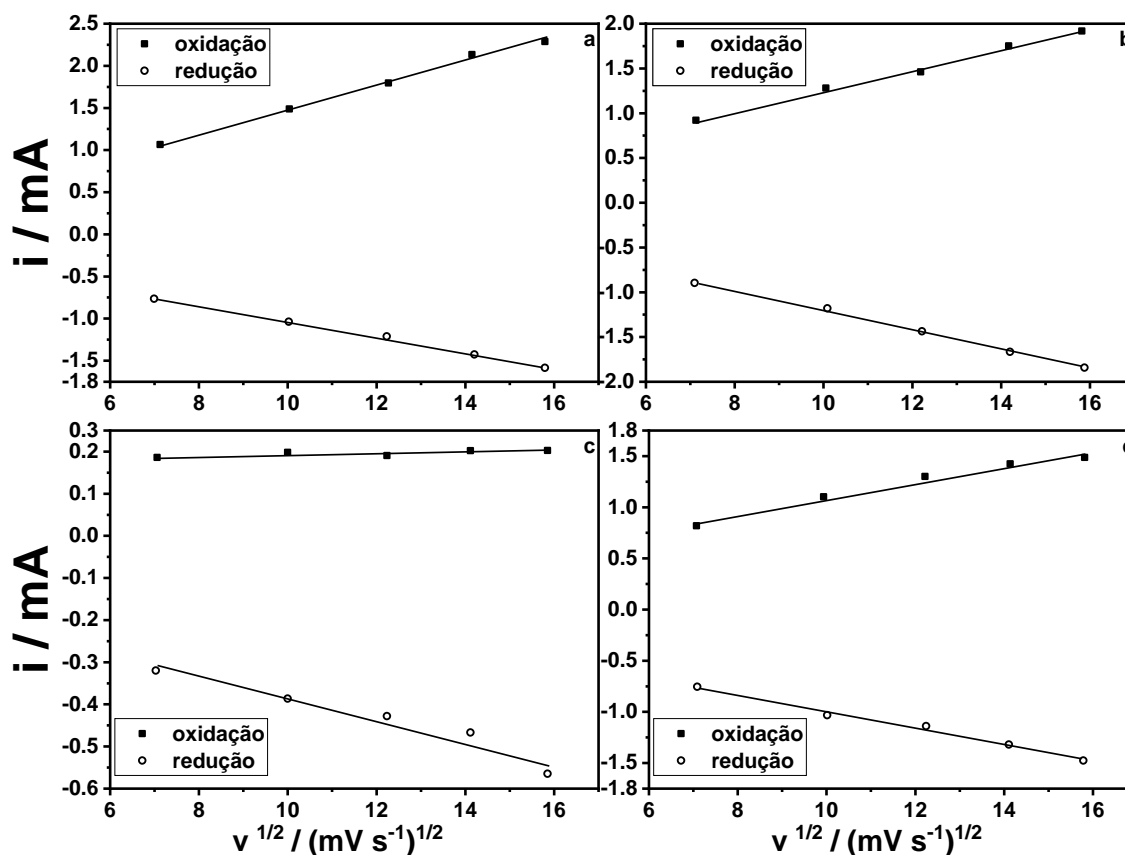 i / mA
2.5
2.0
1.5
1.0
0.5
0.0
-0.5
-1.0
-1.5
-1.8
6 8 10 12 14 16
oxidação
redução
a
2.0
1.5
1.0
0.5
0.0
-0.5
-1.0
-1.5
-2.0
6 8 10 12 14 16
oxidação
redução
b
i / mA
0.3
0.2
0.1
0.0
0.1
-0.2
-0.3
-0.4
-0.5
-0.6
6 8 10 12 14 16
oxidação
redução
c
v 1/2 / (mV s-1)1/2
1.8
1.5
1.0
0.5
0.0
-0.5
-1.0
-1.5
-1.8
6 8 10 12 14 16
oxidação
redução
v 1/2 / (mV s-1)1/2